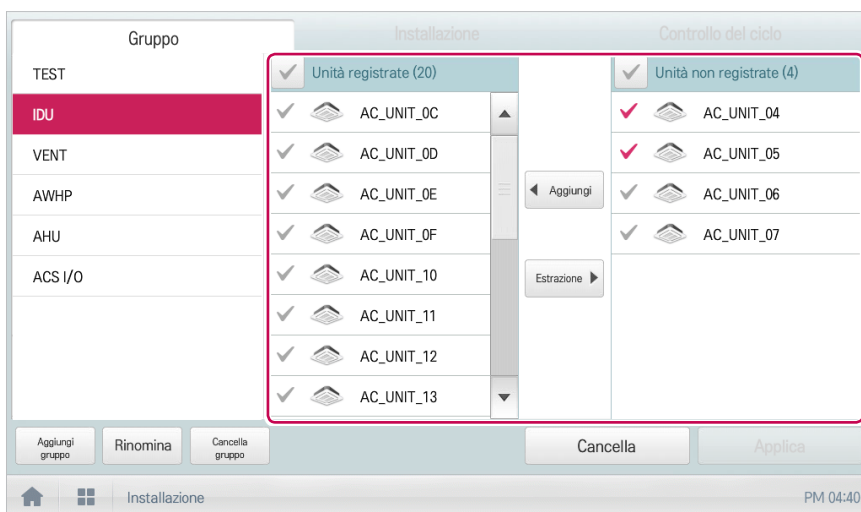 Gruppo
Installazione
Controllo del ciclo
TEST
IDU
VENT
AWHP
AHU
ACS I/O
Unità registrate (20)
AC_UNIT_0C
AC_UNIT_0D
AC_UNIT_0E
AC_UNIT_0F
AC_UNIT_10
AC_UNIT_11
AC_UNIT_12
AC_UNIT_13
Aggiungi
Estrazione
Unità non registrate (4)
AC_UNIT_04
AC_UNIT_05
AC_UNIT_06
AC_UNIT_07
Aggiungi
gruppo
Rinomina
Cancella
gruppo
Cancella
Applica
Installazione
PM 04:40